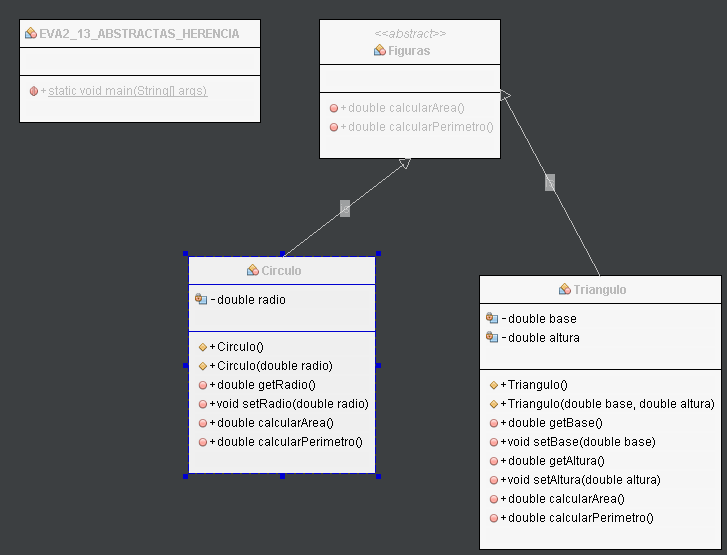 EVA2_13_ABSTRACTAS_HERENCIA
+static void main(String[] args)
<<abstract>>
Figuras
+double calcularArea()
+double calcularPerimetro()
Circulo
-double radio
+Circulo()
+Circulo(double radio)
+double getRadio()
+void setRadio(double radio)
+double calcularArea()
+double calcularPerimetro()
Triangulo
-double base
-double altura
+Triangulo()
+Triangulo(double base, double altura)
+double getBase()
+void setBase(double base)
+double getAltura()
+void setAltura(double altura)
+double calcularArea()
+double calcularPerimetro()